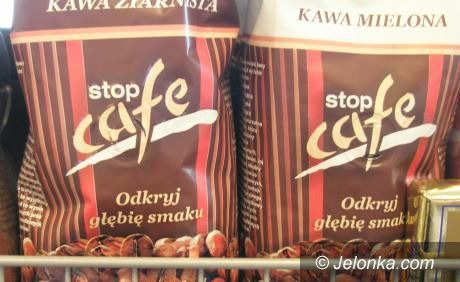 KAWA ZIARNISTA
stop
cafe
Odkryj
głębię smaku
KAWA MIELONA
stop
cafe
Odkryj
głębię smaku
© Jelonka.com